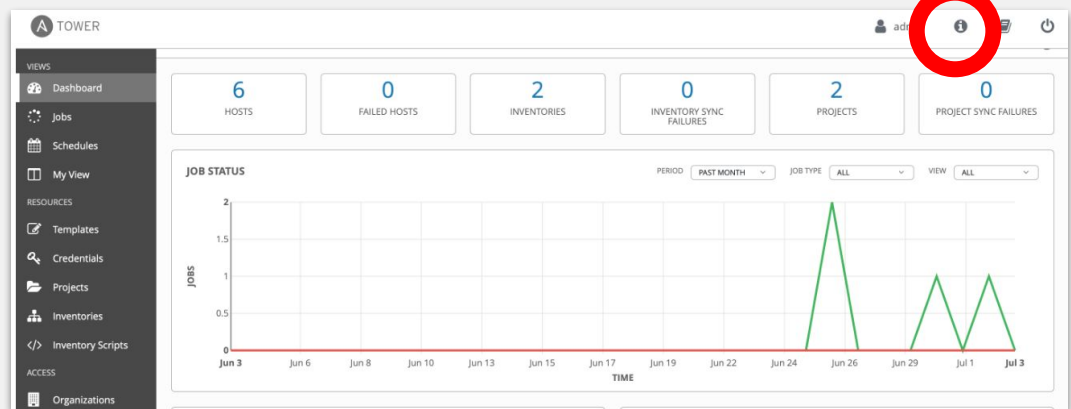 A TOWER
VIEWS
Dashboard
Jobs
Schedules
My View
RESOURCES
Templates
Credentials
Projects
Inventories
</> Inventory Scripts
ACCESS
Organizations
6
HOSTS
0
FAILED HOSTS
2
INVENTORIES
0
INVENTORY SYNC
FAILURES
2
PROJECTS
0
PROJECT SYNC FAILURES
JOB STATUS
PERIOD PAST MONTH JOB TYPE ALL VIEW ALL
2
1.5
1
0.5
0
JOBS
Jun 3 Jun 6 Jun 8 Jun 10 Jun 13 Jun 15 Jun 17 Jun 19 Jun 22 Jun 24 Jun 26 Jun 29 Jul 1 Jul 3
TIME